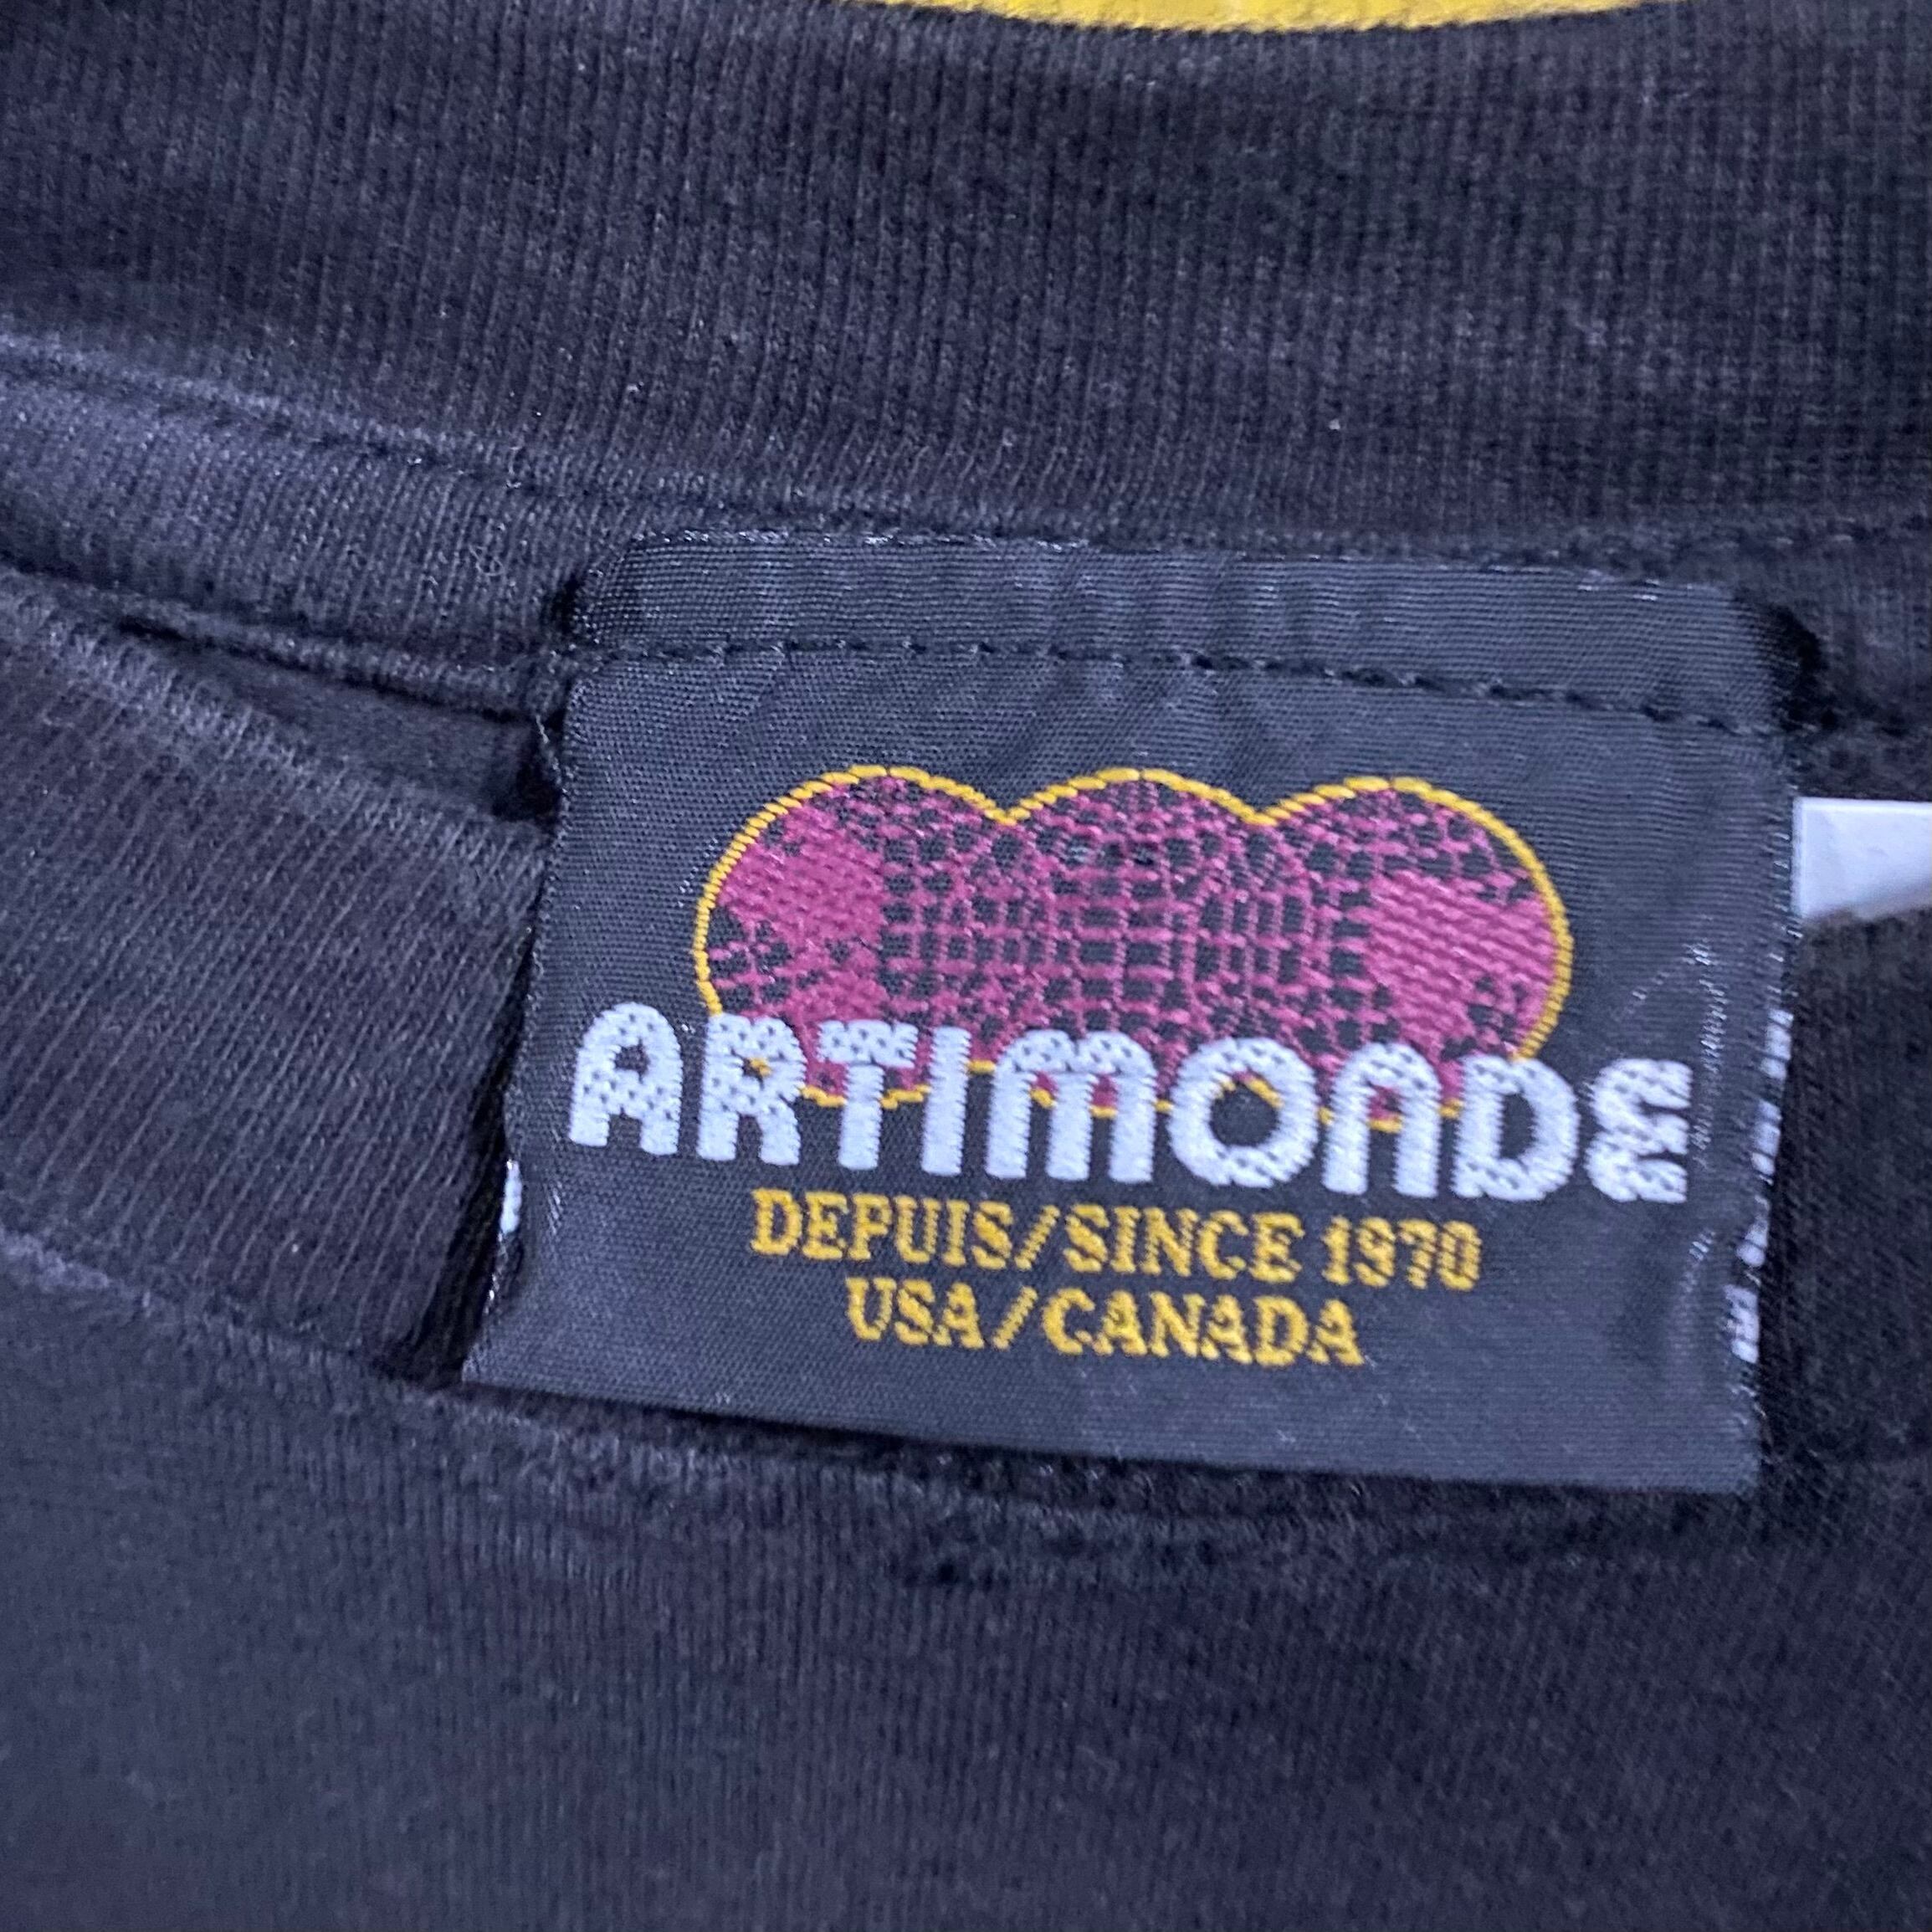 ARTIMONDE
DEPUIS/SINCE 1970
USA/CANADA